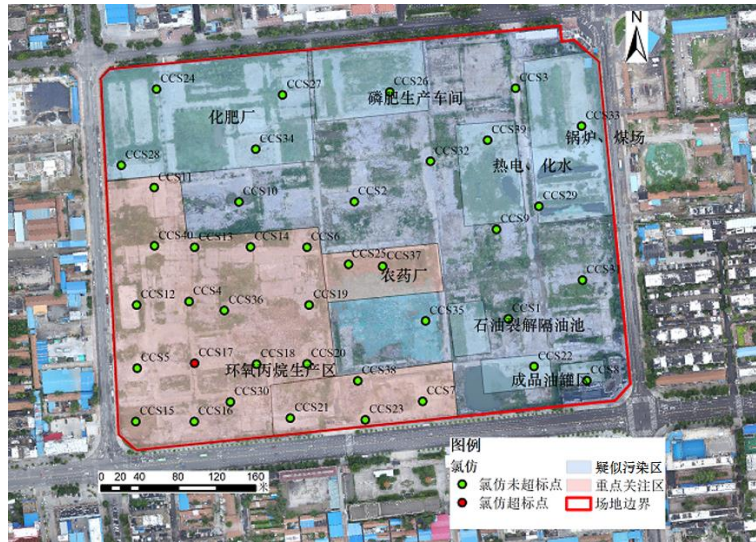 N
CCS24
CCS27
CCS26
CCS3
磷肥生产车间
化肥厂
CCS33
锅炉、煤场
CCS34
CCS39
CCS28
CCS32
热电、化水
CCS11
CCS10
CCS2
CCS29
CCS9
CCS40
CCS13
CCS14
CCS6
CCS25
CCS37
农药厂
CCS31
CCS12
CCS4
CCS36
CCS19
CCS35
CCS1
石油裂解隔油池
CCS5
CCS17
CCS18
CCS20
环氧丙烷生产区
CCS22
CCS8
成品油罐区
CCS38
CCS30
CCS7
CCS15
CCS16
CCS21
CCS23
0 20 40 80 120 160
米
图例
氯仿
氯仿未超标点
氯仿超标点
疑似污染区
重点关注区
场地边界